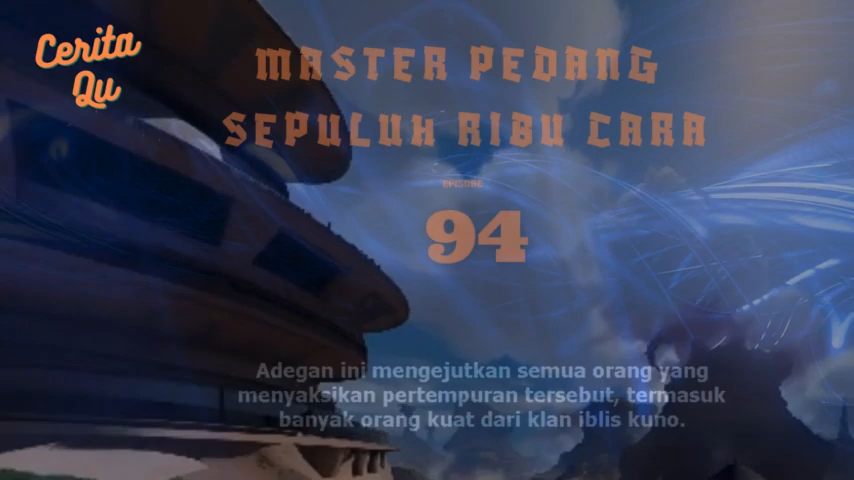 Cerita
Qu
MASTER PEDANG
SEPULUH RIBU CARA
EPISODE
94
Adegan ini mengejutkan semua orang yang
menyaksikan pertempuran tersebut, termasuk
banyak orang kuat dari klan iblis kuno.